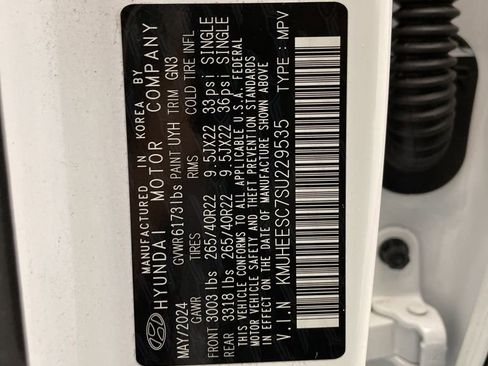 MANUFACTURED IN KOREA BY
HYUNDAI MOTOR COMPANY
MAY/2024 GVWR 6173lbs PAINT UYH TRIM GN3
GAWR RIMS COLD TIRE INFL
FRONT 3003 lbs 265/40R22 9.5JX22 33psi SINGLE
REAR 3318 lbs 265/40R22 9.5JX22 36psi SINGLE
THIS VEHICLE CONFORMS TO ALL APPLICABLE U.S.A. FEDERAL
MOTOR VEHICLE SAFETY AND THEFT PREVENTION STANDARDS
IN EFFECT ON THE DATE OF MANUFACTURE SHOWN ABOVE
V.I.N KMUHEESC7SU229535 TYPE : MPV